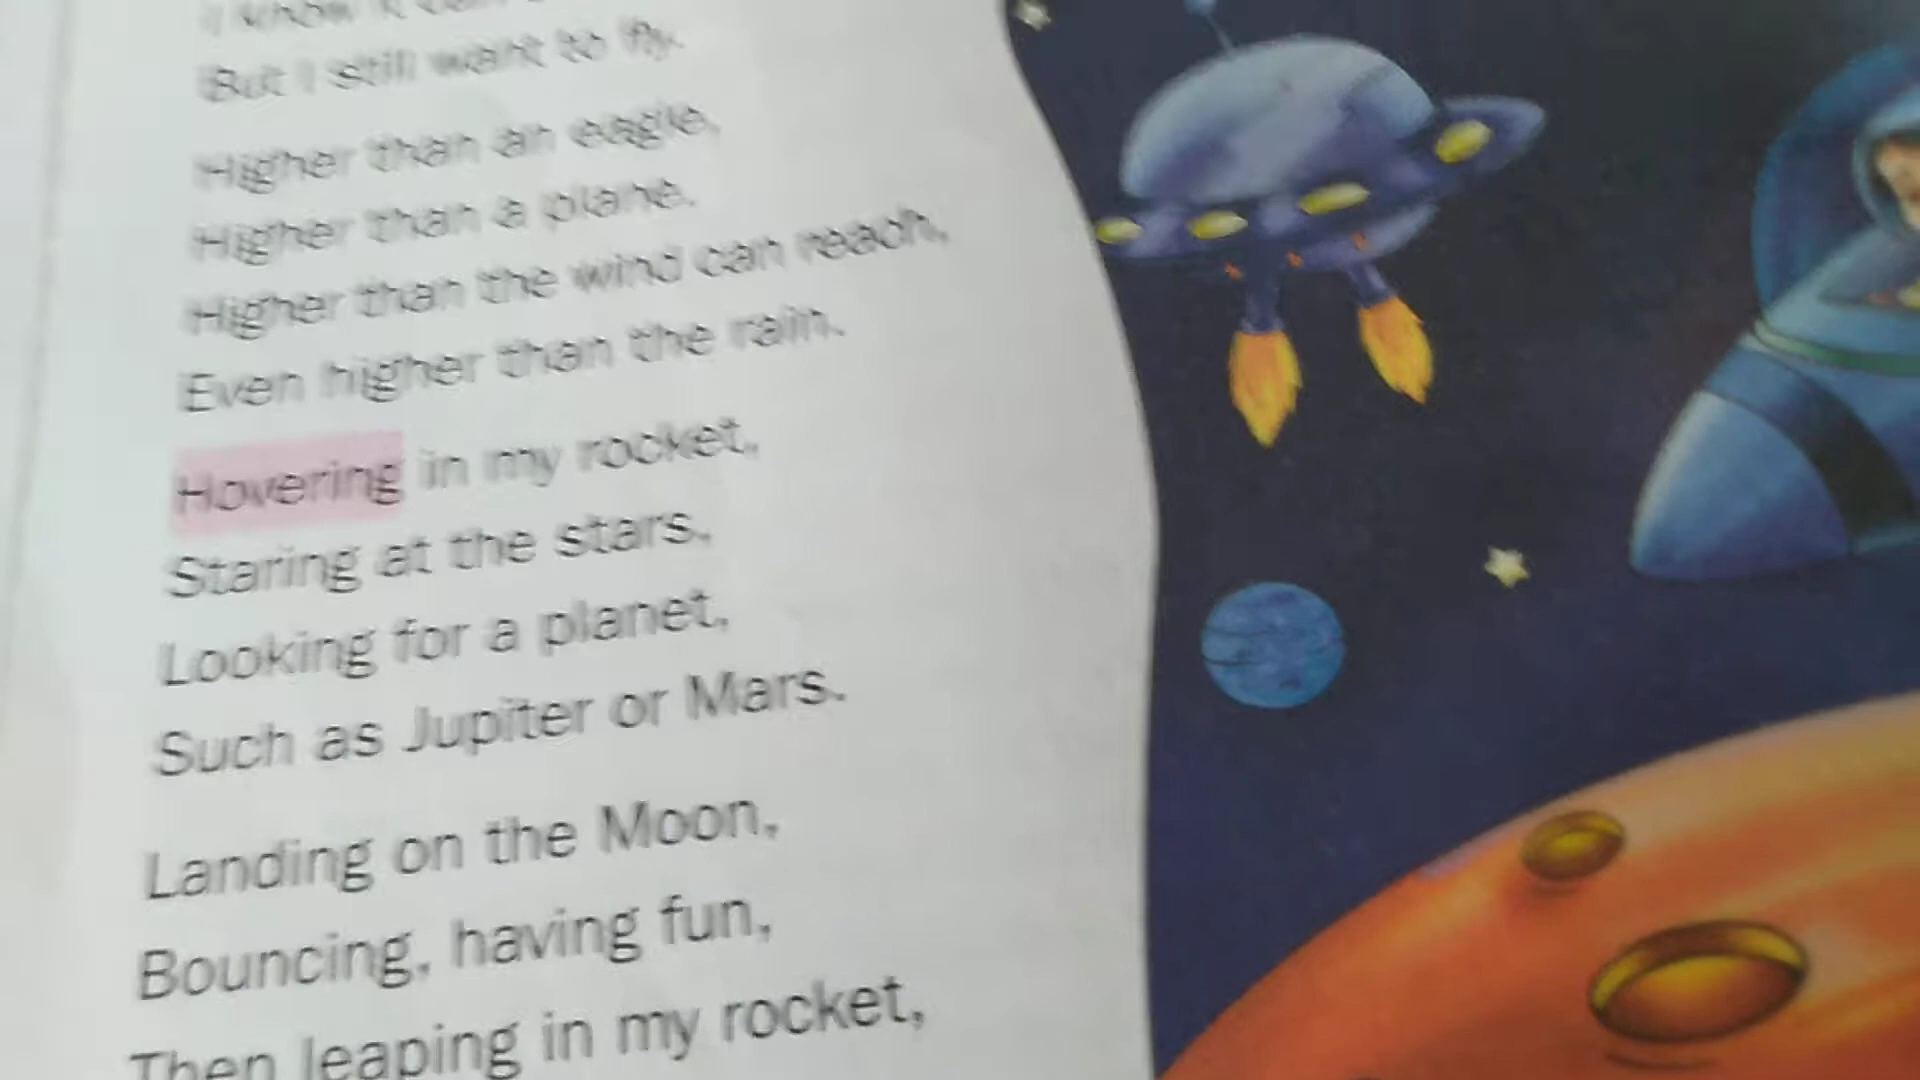 But I still want to fly.
Higher than an eagle,
Higher than a plane.
Higher than the wind can reach,
Even higher than the rain.
Hovering in my rocket,
Staring at the stars,
Looking for a planet,
Such as Jupiter or Mars.
Landing on the Moon,
Bouncing, having fun,
Then leaping in my rocket,